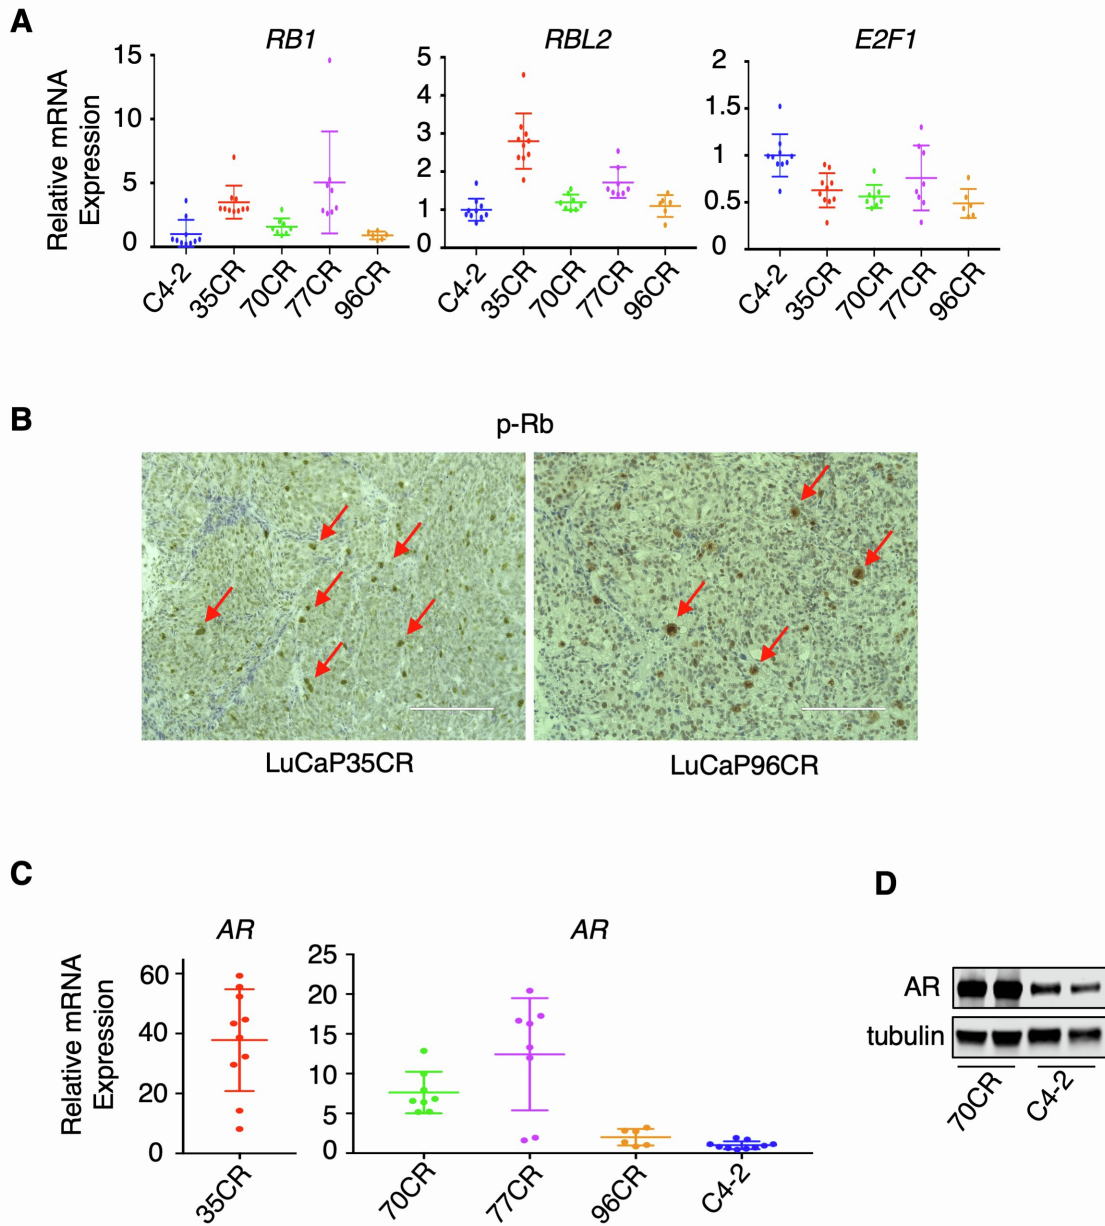 A
RB1
RBL2
E2F1
Relative mRNA
Expression
15
10
5
0
5
4
3
2
1
0
2
1.5
1
0.5
0
C4-2
35CR
70CR
77CR
96CR
C4-2
35CR
70CR
77CR
96CR
C4-2
35CR
70CR
77CR
96CR
B
p-Rb
LuCaP35CR
LuCaP96CR
C
D
AR
AR
Relative mRNA
Expression
60
40
20
0
25
20
15
10
5
0
35CR
70CR
77CR
96CR
C4-2
AR
tubulin
70CR
C4-2